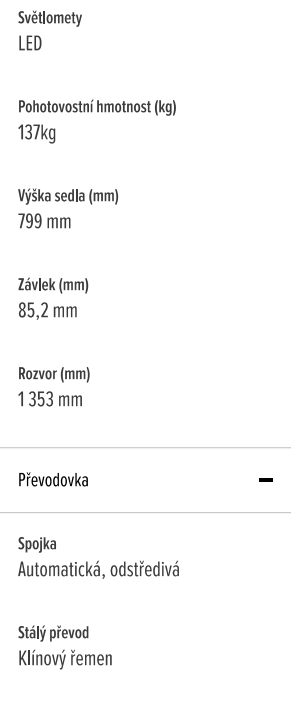 Světlomety
LED
Pohotovostní hmotnost (kg)
137kg
Výška sedla (mm)
799 mm
Závlek (mm)
85,2 mm
Rozvor (mm)
1 353 mm
Převodovka
Spojka
Automatická, odstředivá
Stálý převod
Klínový řemen